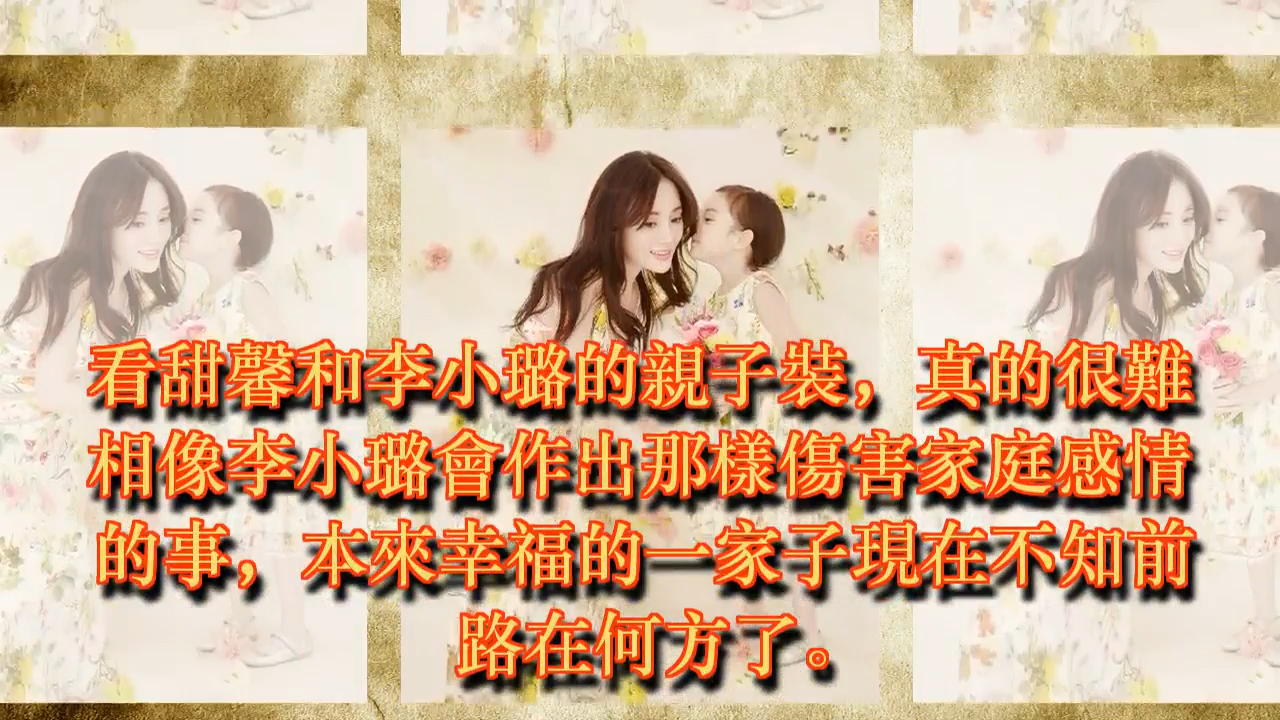 看甜馨和李小璐的親子裝，真的很難
相像李小璐會作出那樣傷害家庭感情
的事，本來幸福的一家子現在不知前
路在何方了。